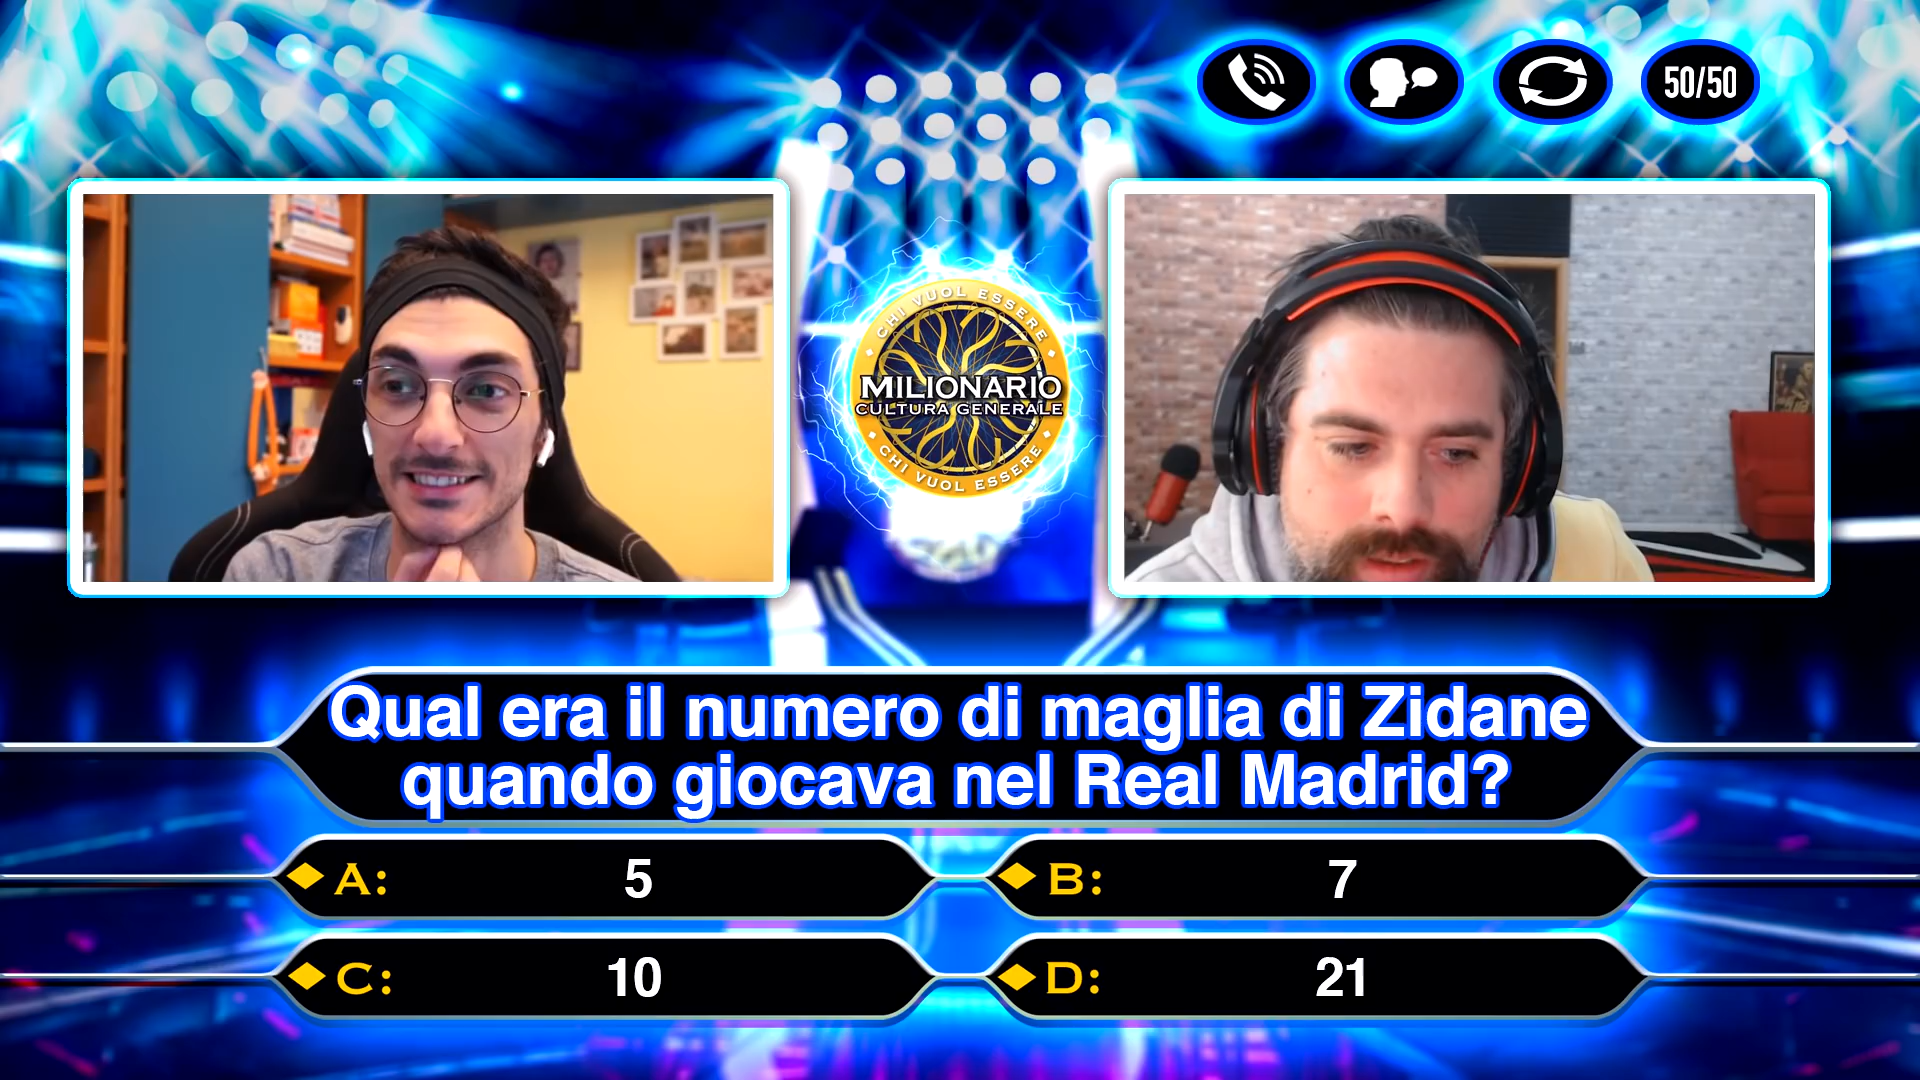 50/50
CHI VUOL ESSERE
MILIONARIO
CULTURA GENERALE
CHI VUOL ESSERE
Qual era il numero di maglia di Zidane
quando giocava nel Real Madrid?
A: 5
B: 7
C: 10
D: 21